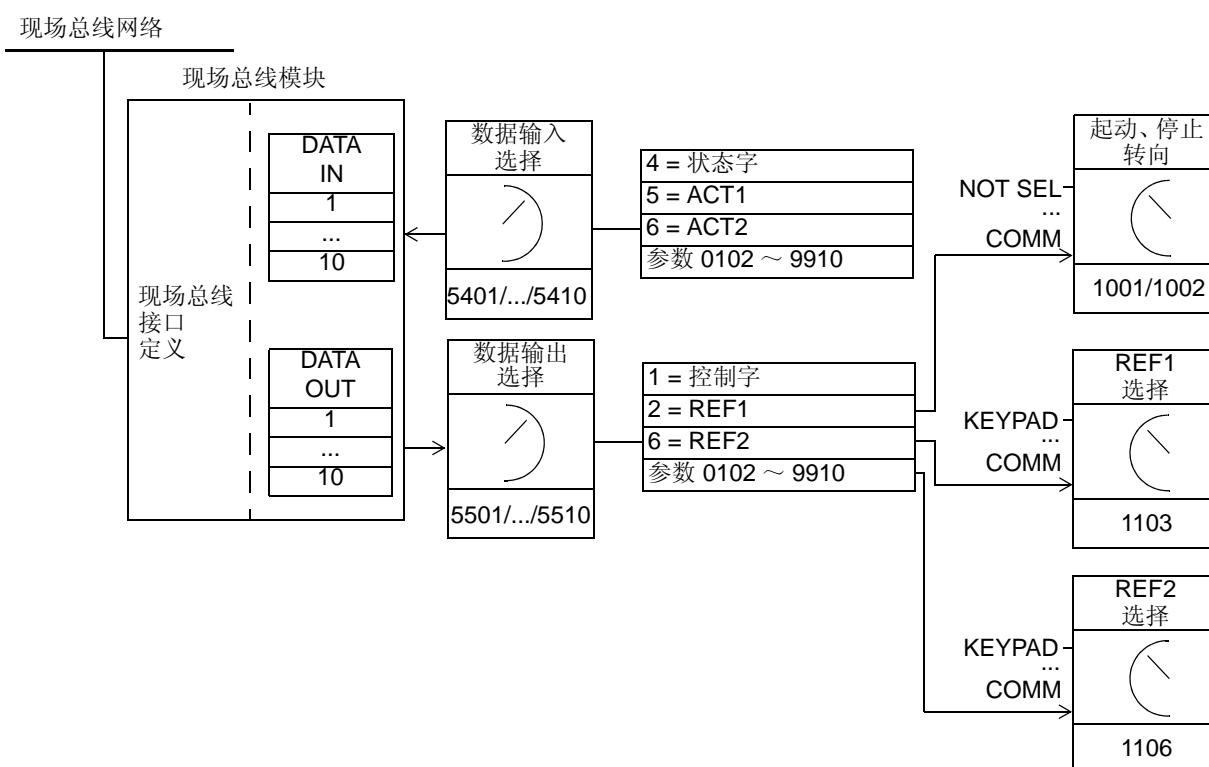 现场总线网络
现场总线模块
现场总线
接口
定义
DATA
IN
1
...
10
DATA
OUT
1
...
10
数据输入
选择
5401/.../5410
数据输出
选择
5501/.../5510
4 = 状态字
5 = ACT1
6 = ACT2
参数 0102 ～ 9910
1 = 控制字
2 = REF1
6 = REF2
参数 0102 ～ 9910
起动、停止
转向
NOT SEL
...
COMM
1001/1002
REF1
选择
KEYPAD
...
COMM
1103
REF2
选择
KEYPAD
...
COMM
1106